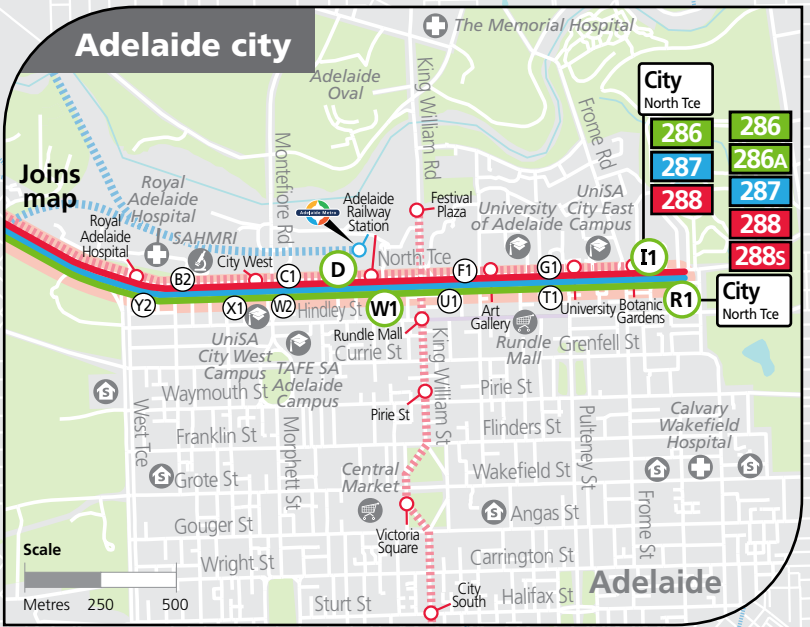 Adelaide city
The Memorial Hospital
Adelaide
Oval
King William Rd
Frome Rd
Montefiore Rd
City
North Tce
286
287
288
286
286A
287
288
288S
Joins
map
Royal
Adelaide
Hospital
Royal
Adelaide
Hospital
SAHMRI
City West
Adelaide Metro
Adelaide
Railway
Station
Festival
Plaza
University
of Adelaide
UniSA
City East
Campus
North Tce
B2
C1
D
F1
G1
I1
Y2
X1
W2
W1
U1
T1
R1
City
North Tce
Hindley St
Art
Gallery
University
Botanic
Gardens
UniSA
City West
Campus
TAFE SA
Adelaide
Campus
Rundle Mall
Currie St
Rundle
Mall
Grenfell St
King William St
Waymouth St
Pirie St
Pirie St
S
West Tce
Franklin St
Morphett St
Flinders St
Pulteney St
Calvary
Wakefield
Hospital
S
Grote St
Central
Market
Wakefield St
S
S
Gouger St
S
Angas St
Frome St
Victoria
Square
Wright St
Carrington St
Scale
Metres 250 500
Sturt St
City
South
Halifax St
Adelaide